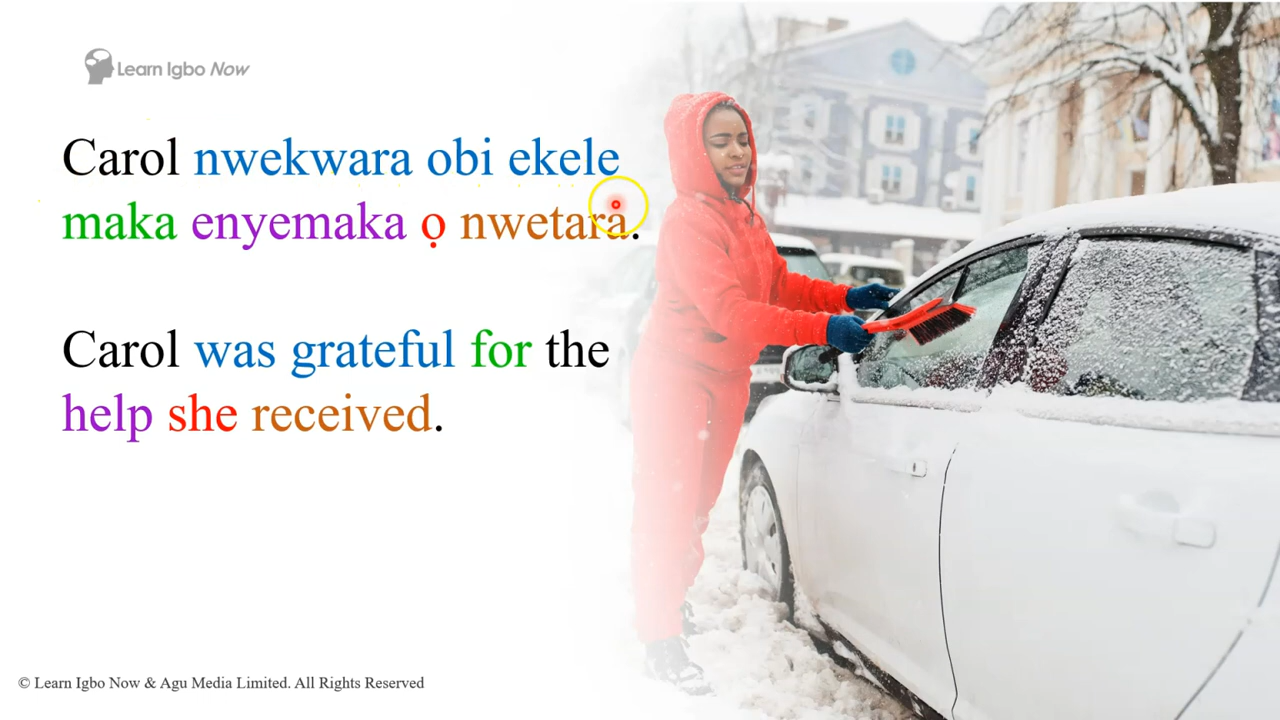 Learn Igbo Now
Carol nwekwara obi ekele
maka enyemaka ọ nwetara.
Carol was grateful for the
help she received.
© Learn Igbo Now & Agu Media Limited. All Rights Reserved